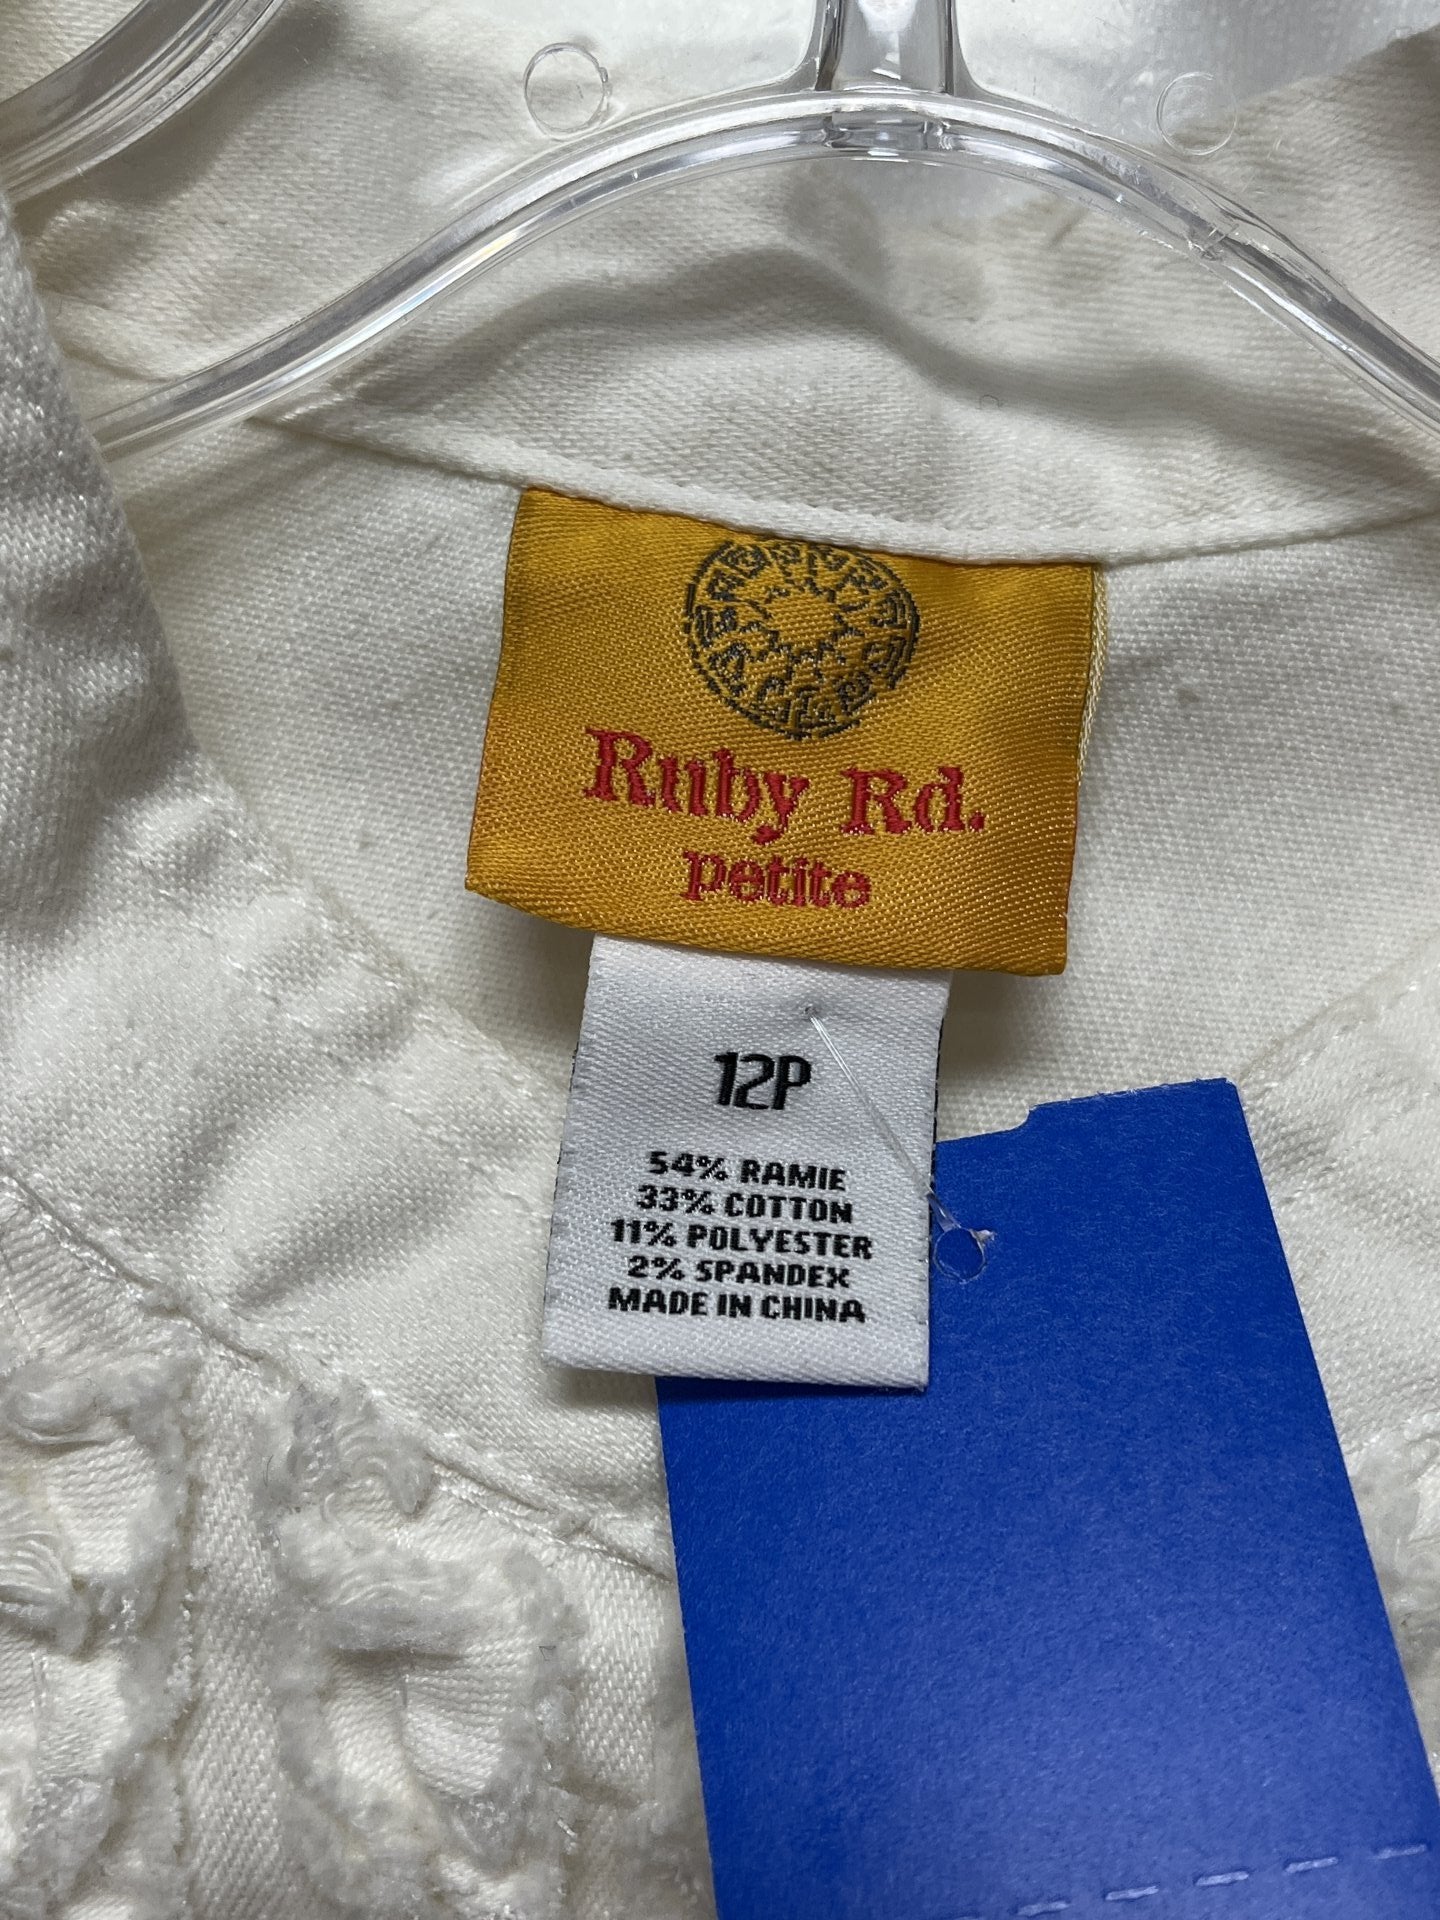 Ruby Rd.
petite
12P
54% RAMIE
33% COTTON
11% POLYESTER
2% SPANDEX
MADE IN CHINA